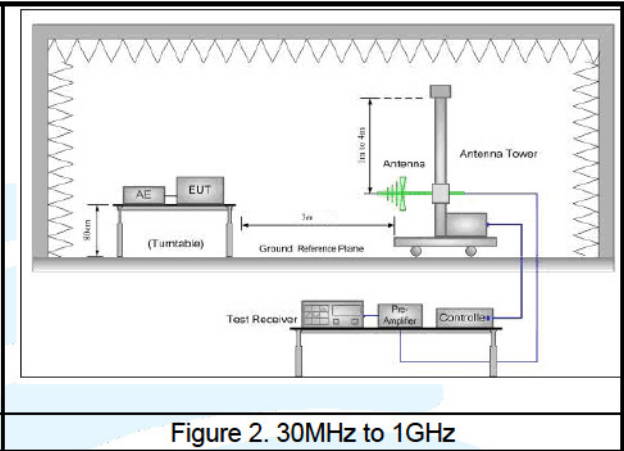 1m to 4m
Antenna
Antenna Tower
AE
EUT
80cm
3m
(Turntable)
Ground Reference Plane
Test Receiver
Pre-
Amplifier
Controller
Figure 2. 30MHz to 1GHz